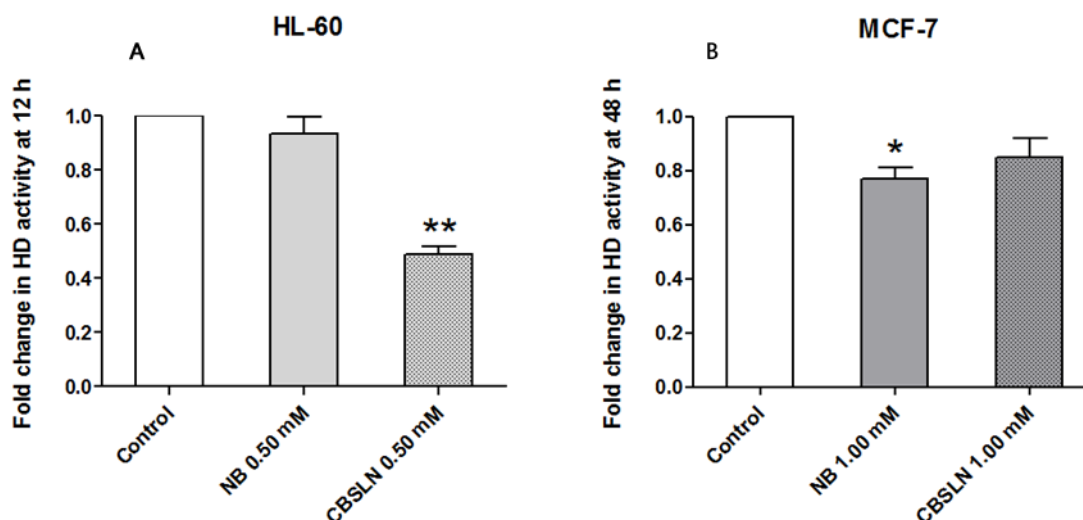 HL-60
A
Fold change in HD activity at 12 h
1.0
0.8
0.6
0.4
0.2
0.0
**
Control
NB 0.50 mM
CBSLN 0.50 mM
MCF-7
B
Fold change in HD activity at 48 h
1.0
0.8
0.6
0.4
0.2
0.0
*
Control
NB 1.00 mM
CBSLN 1.00 mM